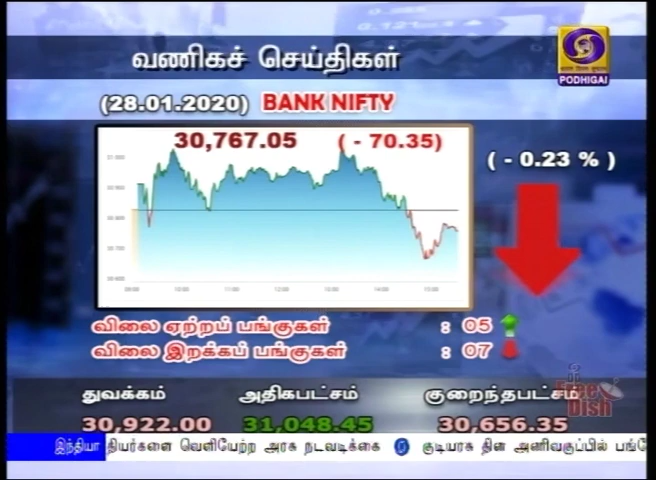 வணிகச் செய்திகள்
PODHIGAI
(28.01.2020) BANK NIFTY
30,767.05 ( - 70.35)
( - 0.23 % )
விலை ஏற்றப் பங்குகள் : 05
விலை இறக்கப் பங்குகள் : 07
துவக்கம் அதிகபட்சம் குறைந்தபட்சம்
30,922.00 31,048.45 30,656.35
Free Dish
இந்தியா தியர்களை வெளியேற்ற அரசு நடவடிக்கை குடியரசு தின அணிவகுப்பில்